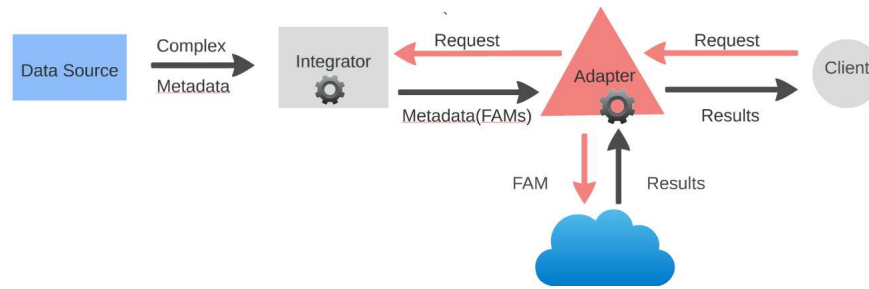 Complex
Request
Request
Integrator
Client
Data Source
Adapter
Metadata
Metadata(FAMs)
Results
FAM
Results